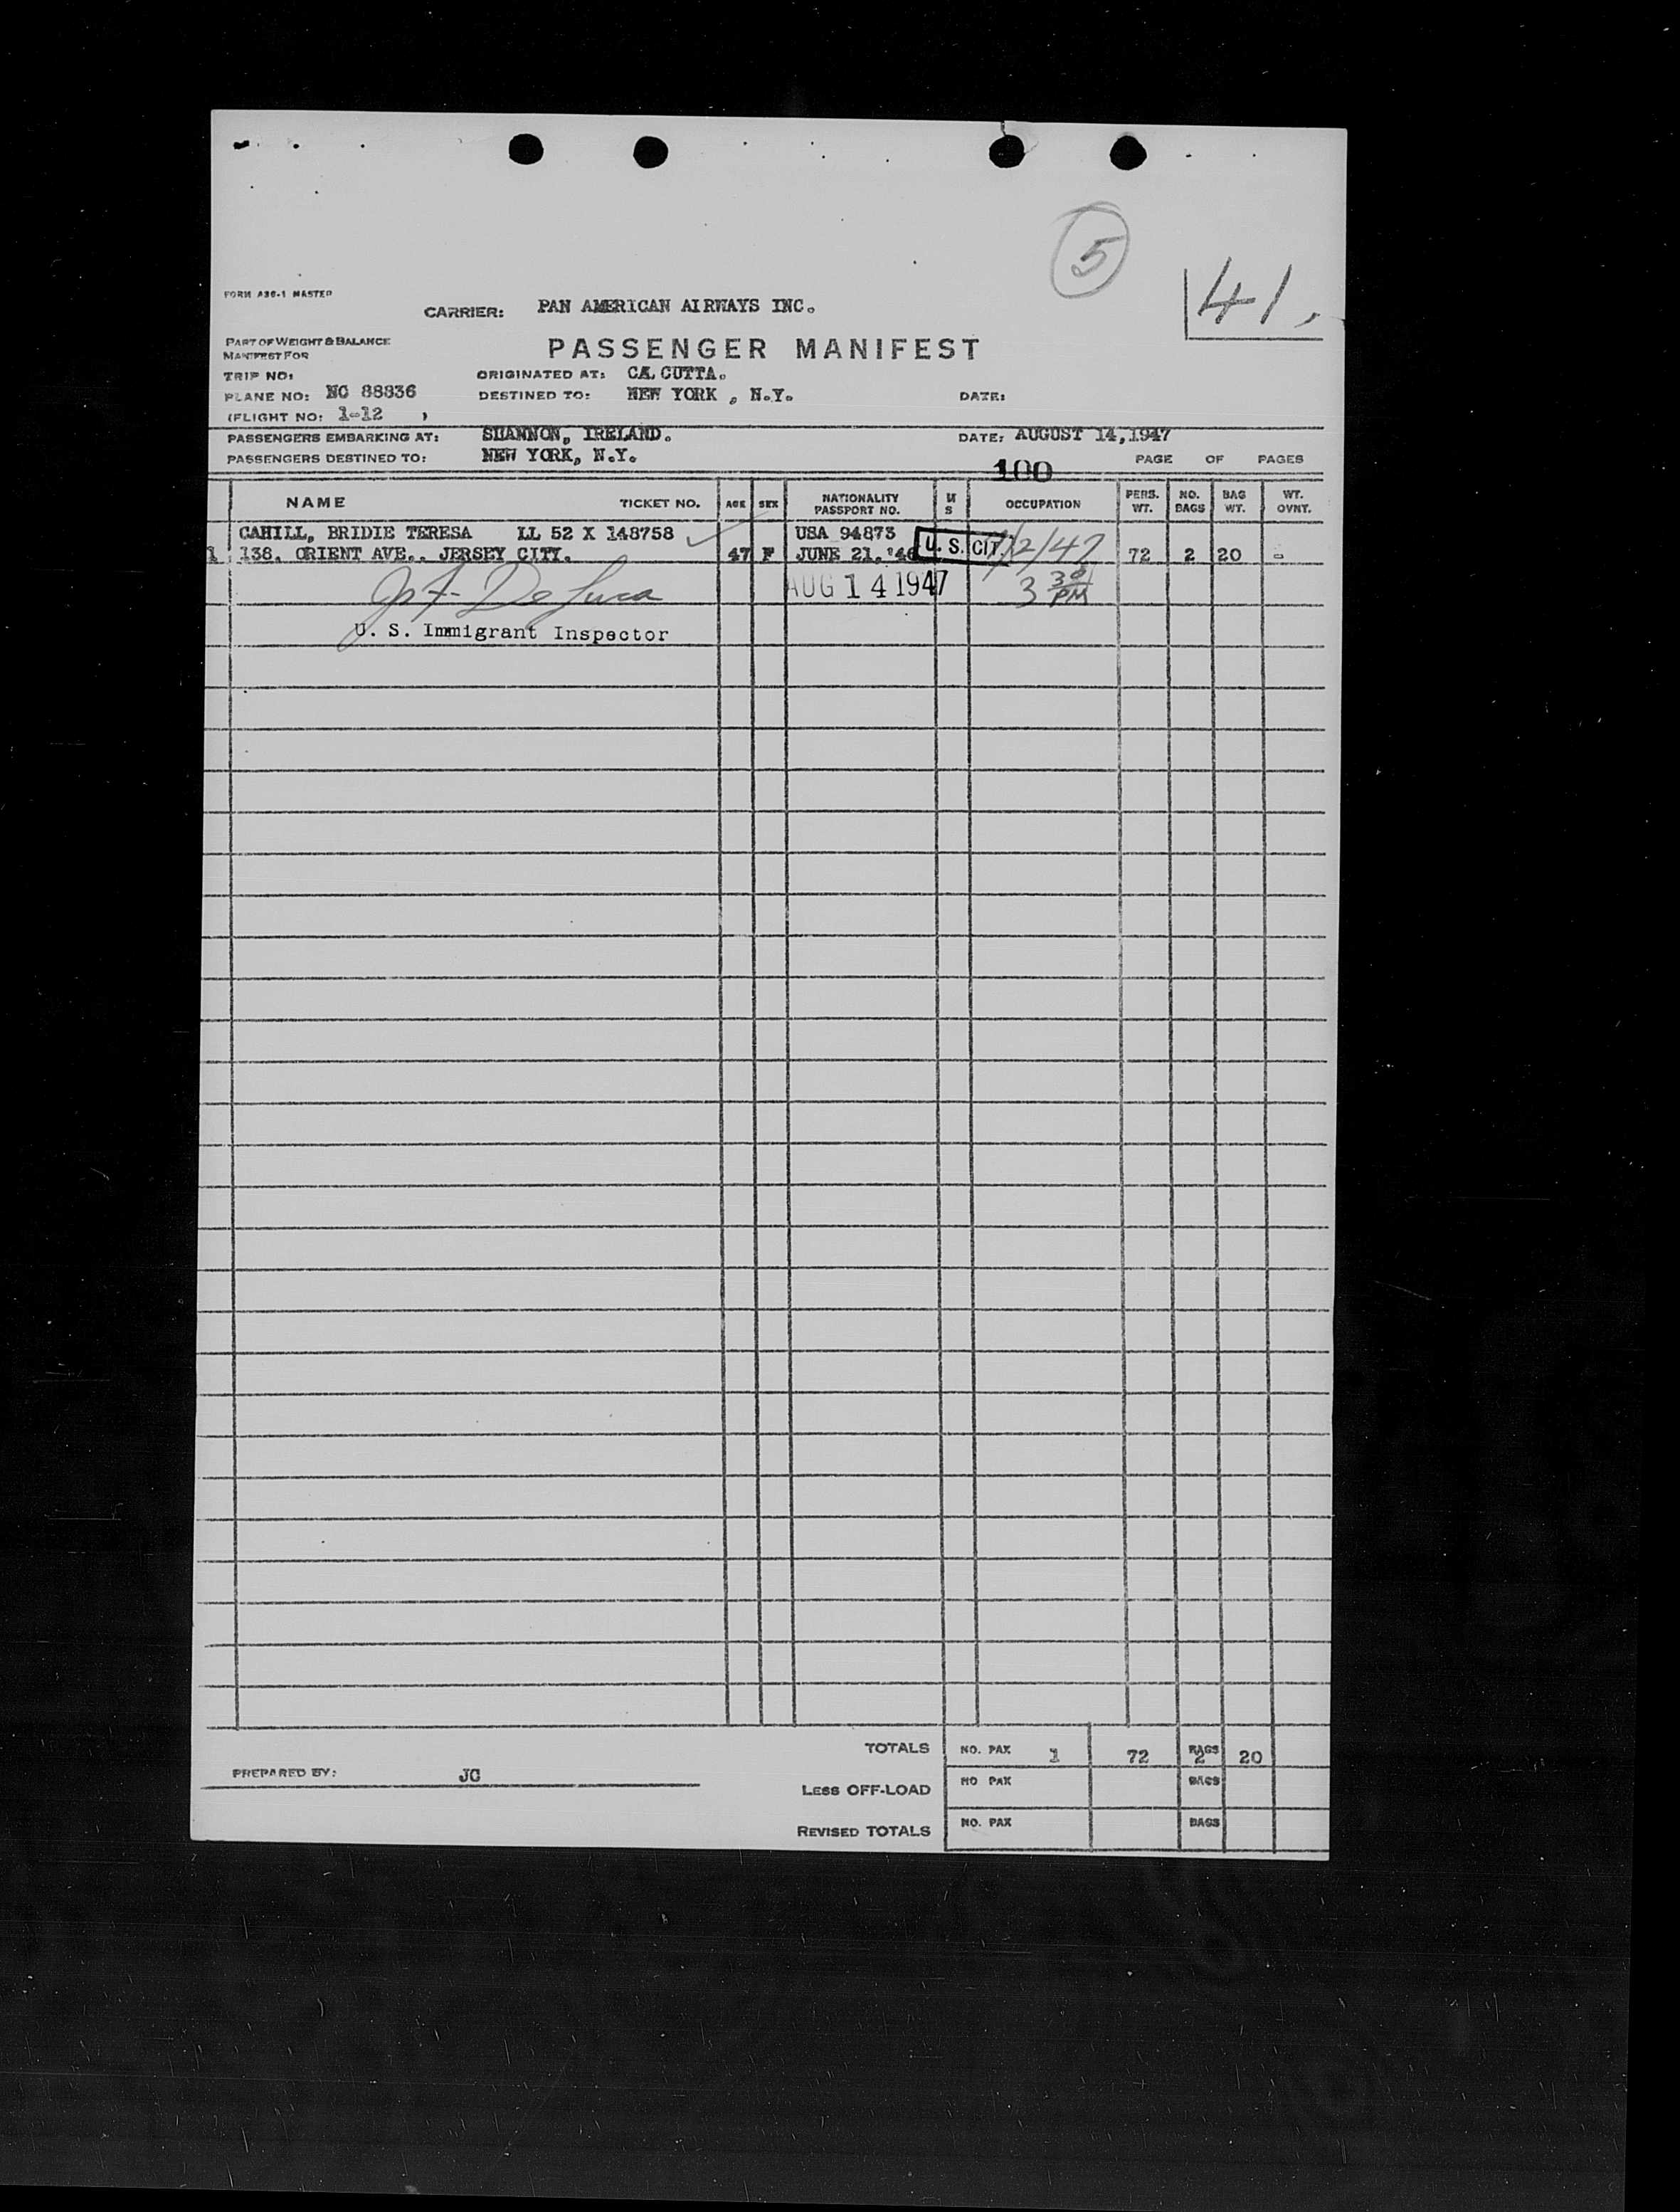 5
41.
FORM A36-1 MASTER
CARRIER: PAN AMERICAN AIRWAYS INC.
PART OF WEIGHT & BALANCE
MANIFEST FOR
PASSENGER MANIFEST
TRIP NO: ORIGINATED AT: CA.CUTTA.
PLANE NO: NC 88836 DESTINED TO: NEW YORK , N.Y. DATE:
(FLIGHT NO: 1-12 )
PASSENGERS EMBARKING AT: SHANNON, IRELAND. DATE: AUGUST 14,1947
PASSENGERS DESTINED TO: NEW YORK, N.Y. PAGE OF PAGES
100
NAME TICKET NO. AGE SEX NATIONALITY PASSPORT NO. M S OCCUPATION PERS. WT. NO. BAGS BAG WT. WT. OVNT.
CAHILL, BRIDIE TERESA LL 52 X 148758 USA 94873
1 138. ORIENT AVE.. JERSEY CITY. 47 F JUNE 21,'46 U. S. CIT. /12/47 72 2 20 -
AUG 14 1947 3 30 PM
De Luca
U. S. Immigrant Inspector
TOTALS NO. PAX 1 72 BAGS 2 20
PREPARED BY: JC
LESS OFF-LOAD NO PAX BAGS
REVISED TOTALS NO. PAX BAGS